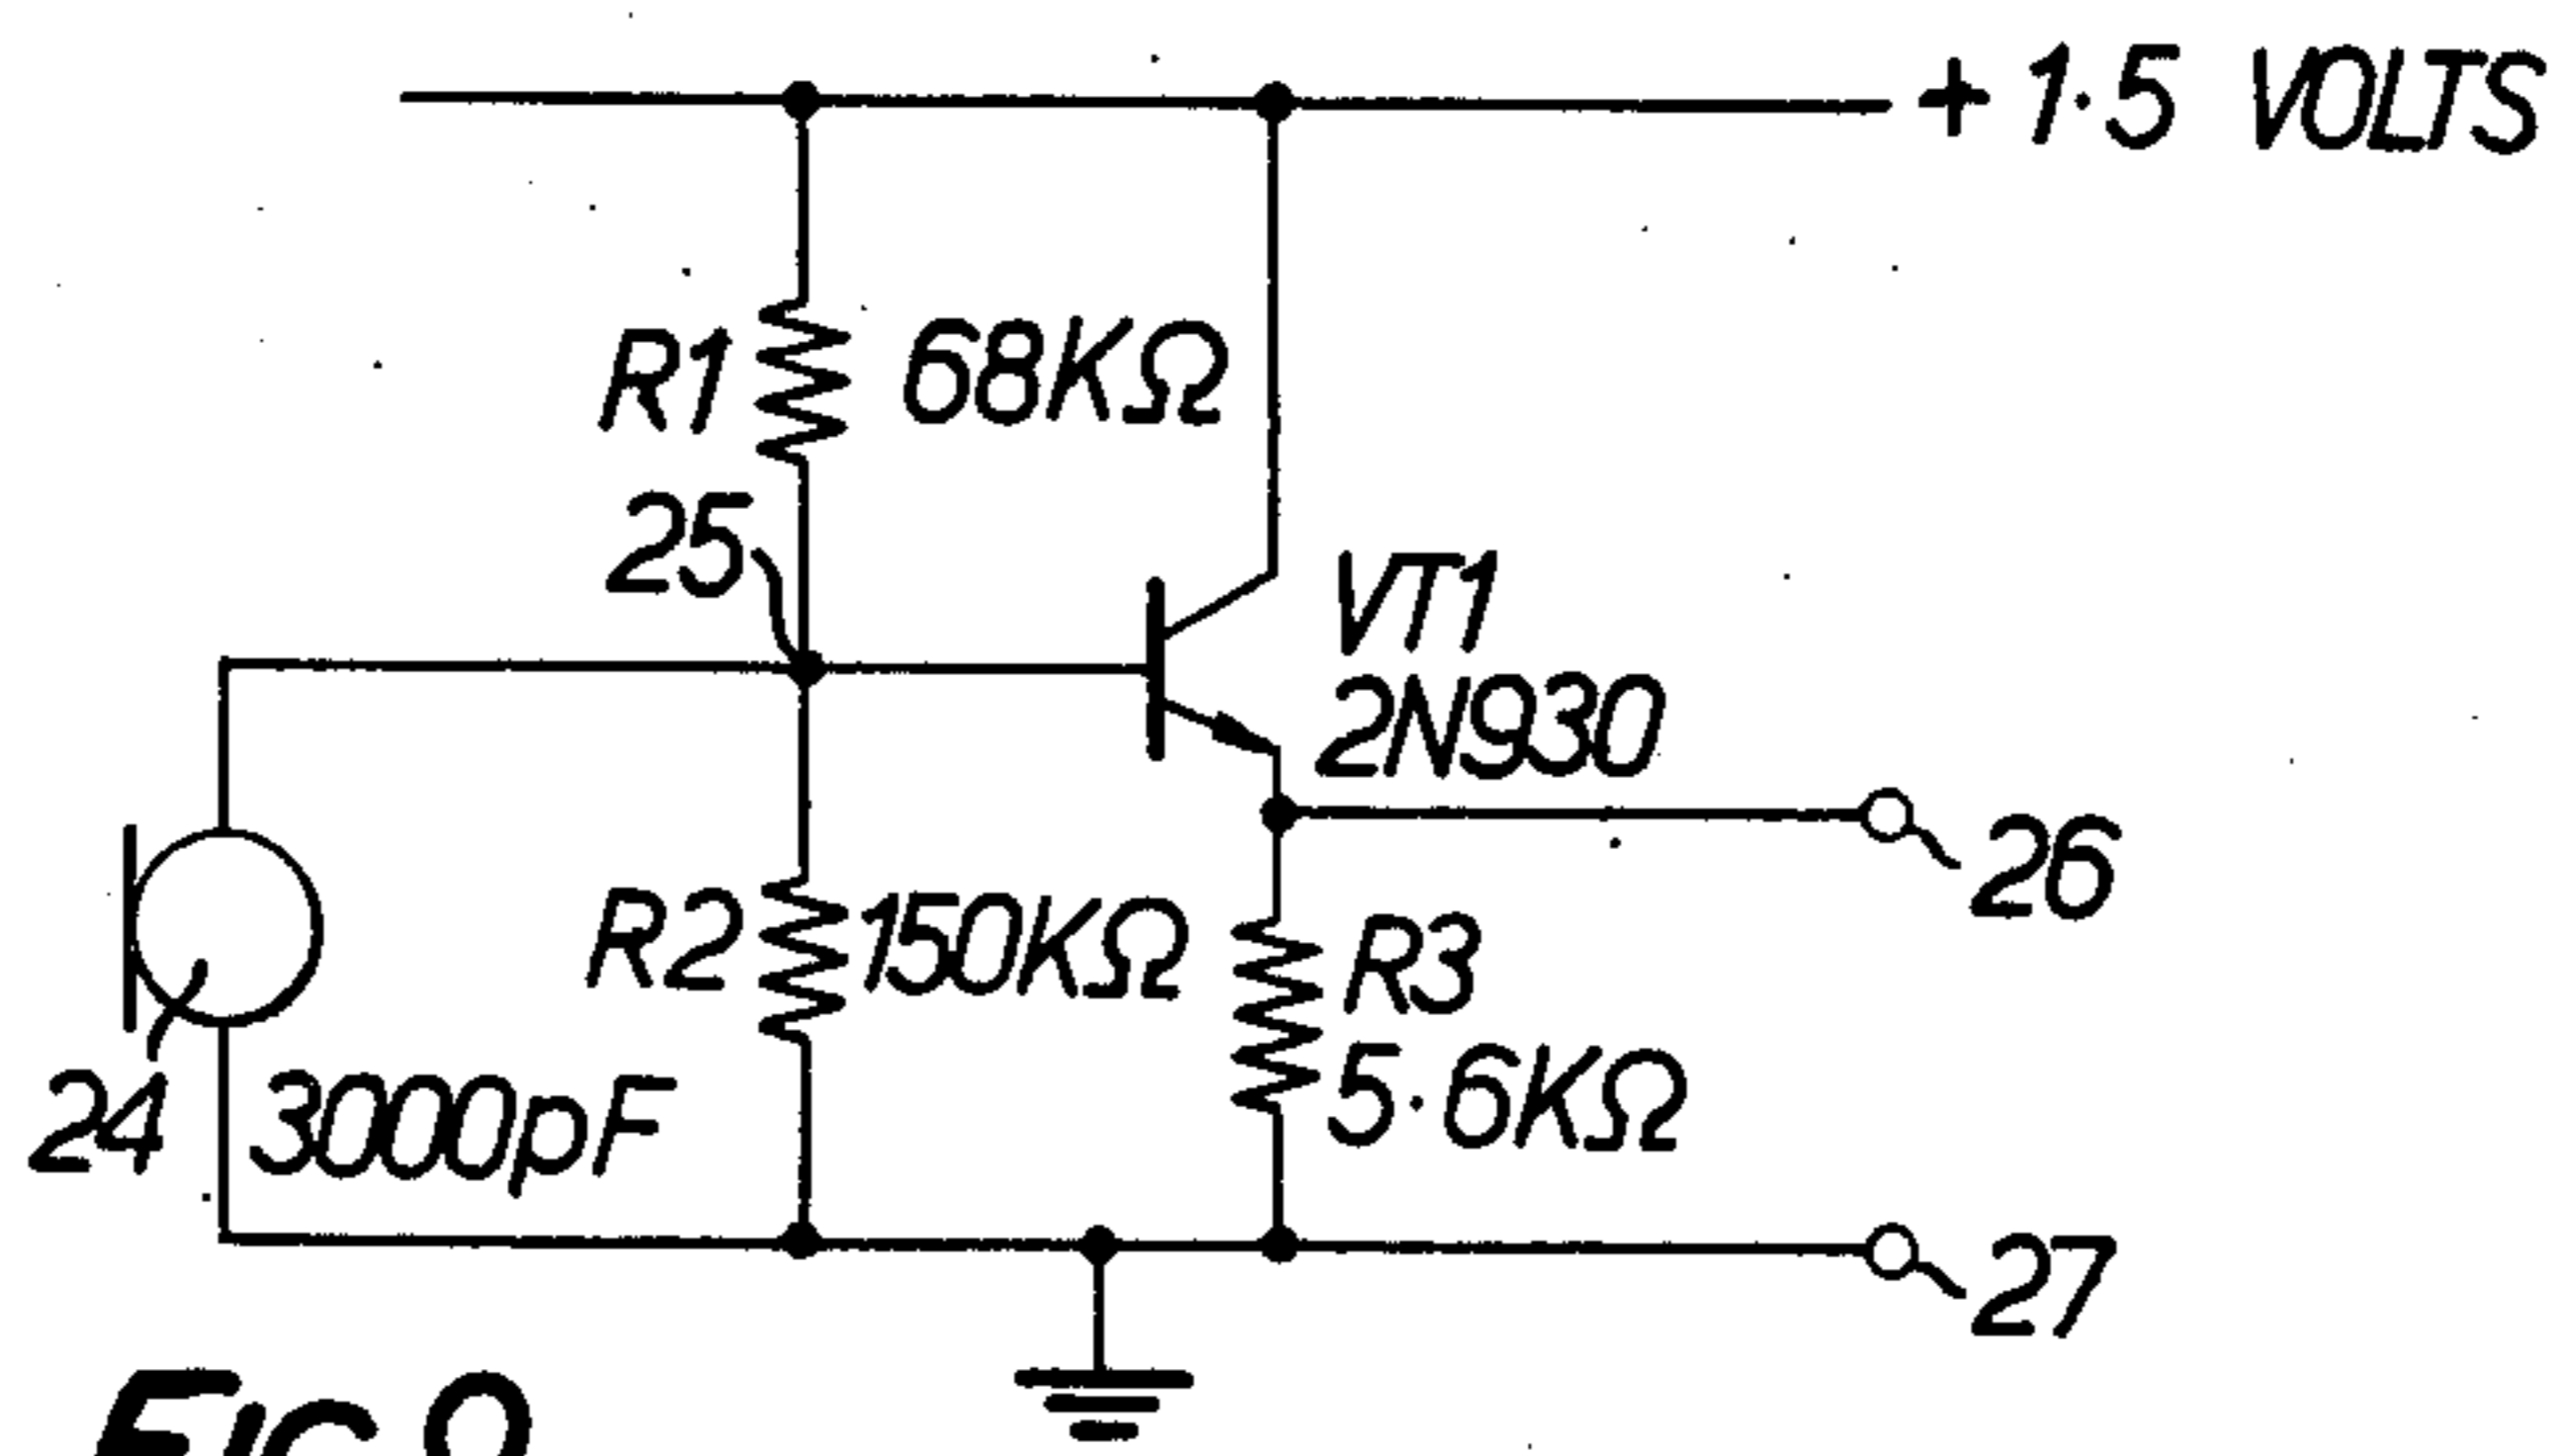 + 1·5 VOLTS
R1 68KΩ
25
VT1
2N930
26
R2 150KΩ
R3
5·6KΩ
24 3000pF
27